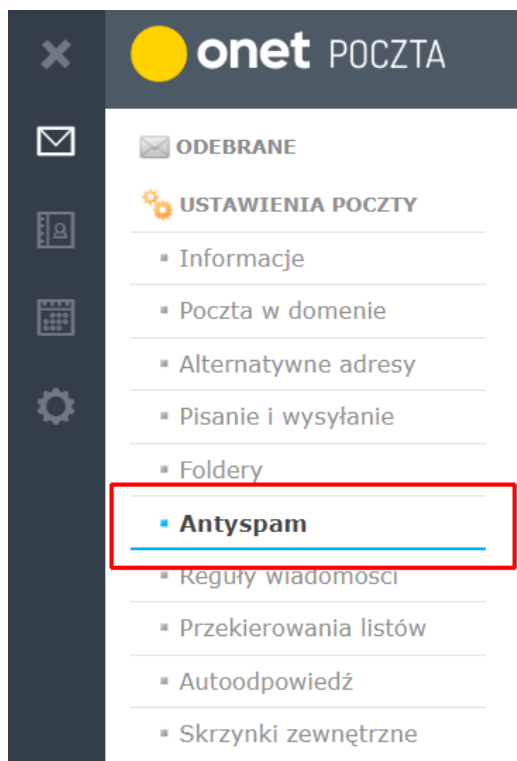 onet POCZTA
ODEBRANE
USTAWIENIA POCZTY
Informacje
Poczta w domenie
Alternatywne adresy
Pisanie i wysyłanie
Foldery
Antyspam
Reguły wiadomości
Przekierowania listów
Autoodpowiedź
Skrzynki zewnętrzne